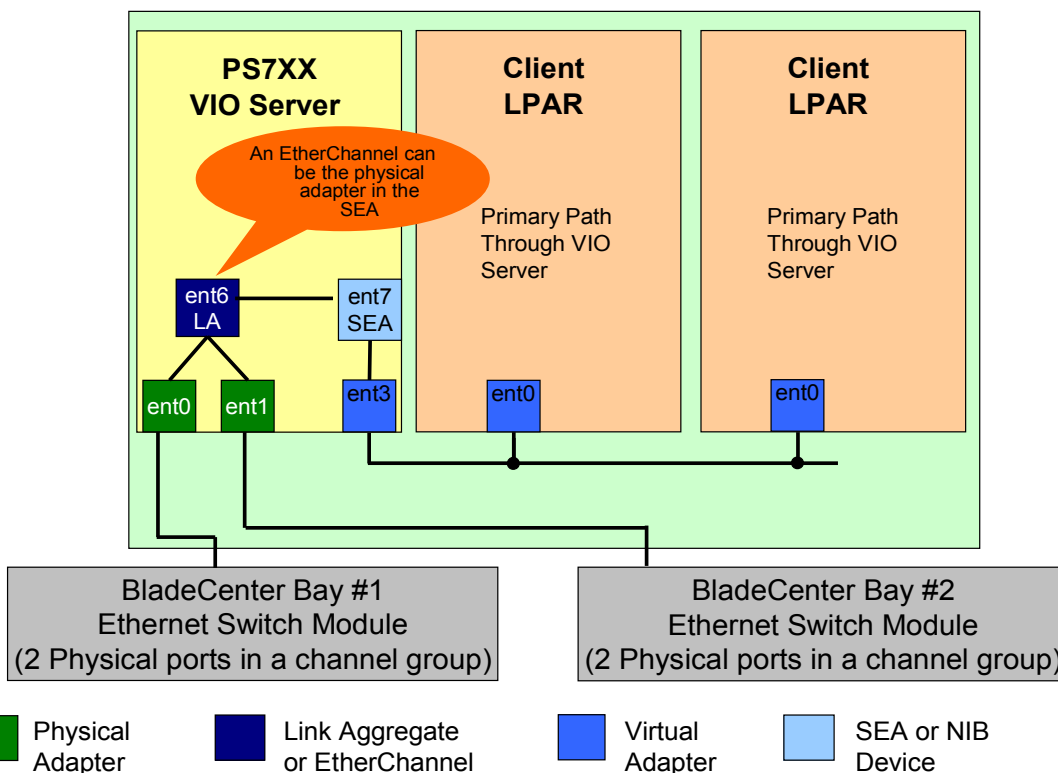 PS7XX
VIO Server
An EtherChannel can
be the physical
adapter in the
SEA
ent6
LA
ent7
SEA
ent0
ent1
ent3
Client
LPAR
Primary Path
Through VIO
Server
ent0
Client
LPAR
Primary Path
Through VIO
Server
ent0
BladeCenter Bay #1
Ethernet Switch Module
(2 Physical ports in a channel group)
BladeCenter Bay #2
Ethernet Switch Module
(2 Physical ports in a channel group)
Physical
Adapter
Link Aggregate
or EtherChannel
Virtual
Adapter
SEA or NIB
Device